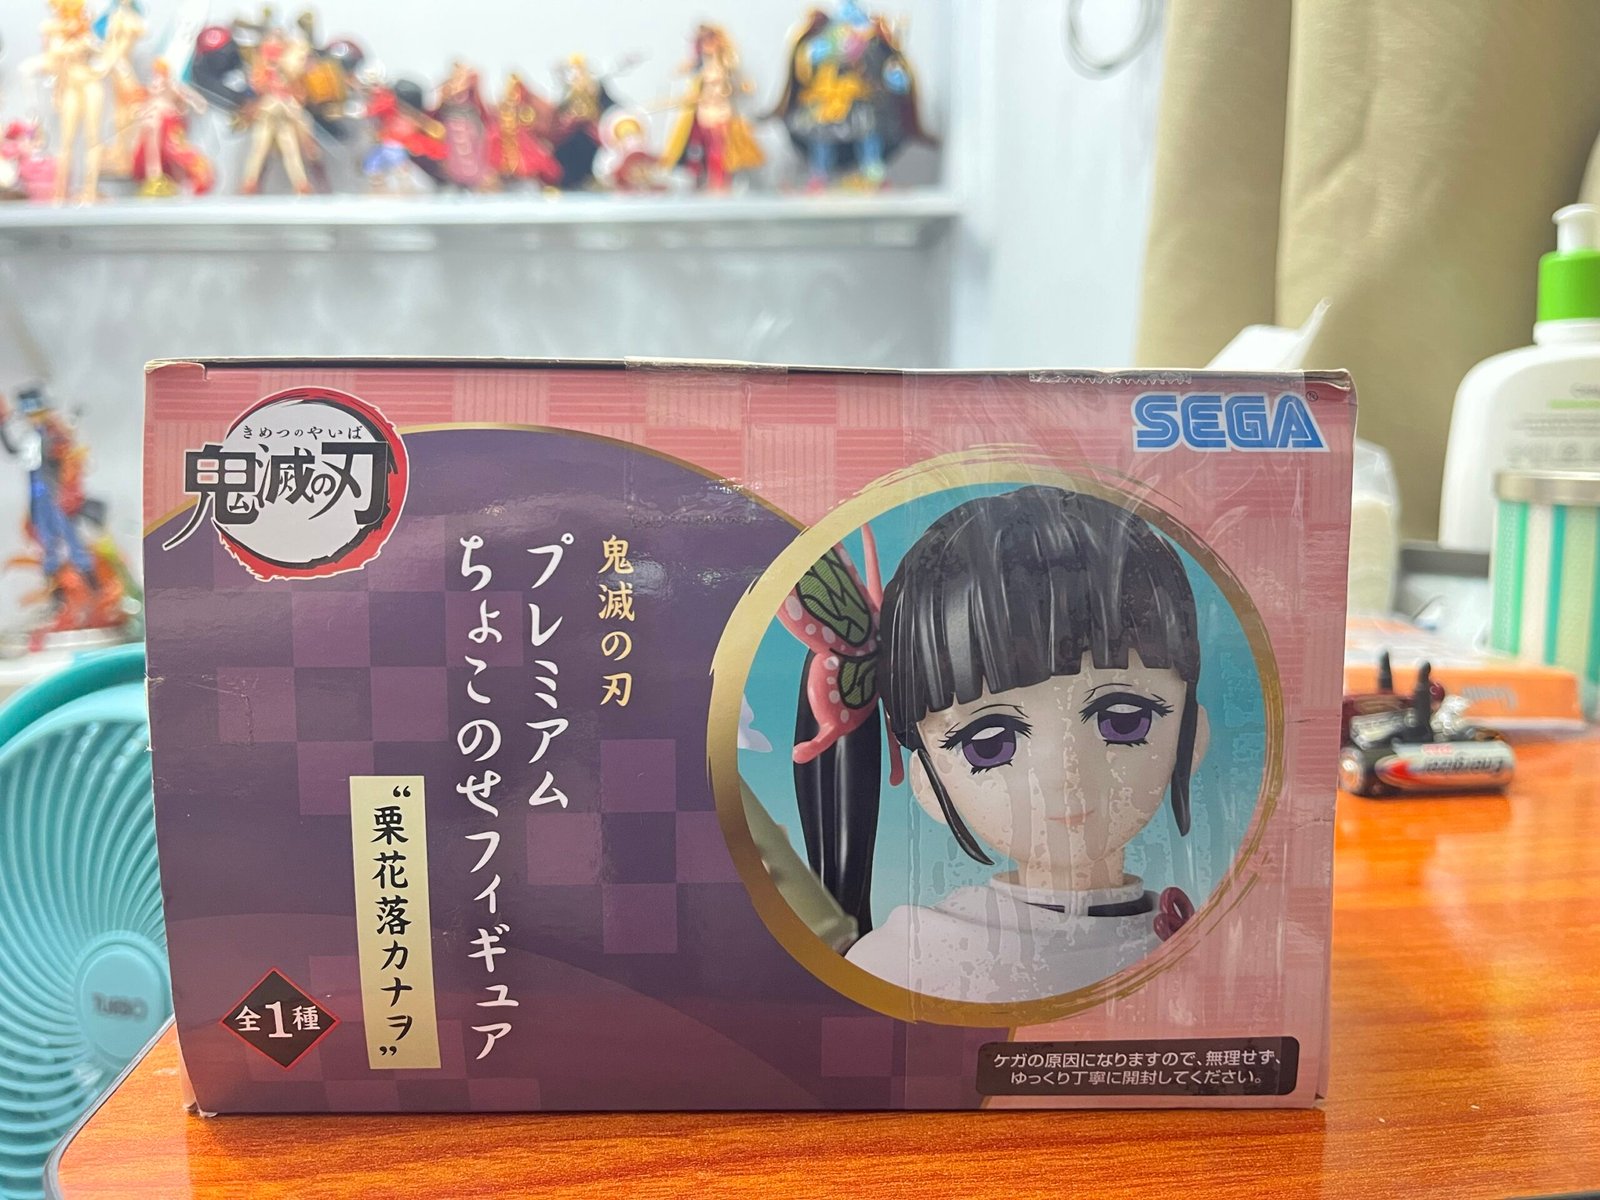 きめつのやいば
鬼滅の刃
SEGA®
鬼滅の刃
プレミアム
ちょこのせフィギュア
“栗花落カナヲ”
全1種
ケガの原因になりますので、無理せず、
ゆっくり丁寧に開封してください。
Energizer